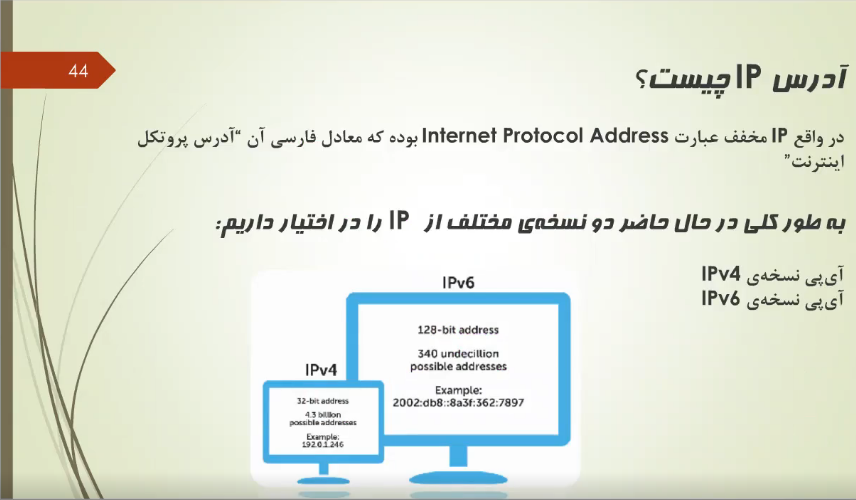 44
آدرس IP چیست؟
در واقع IP مخفف عبارت Internet Protocol Address بوده که معادل فارسی آن “آدرس پروتکل
اینترنت”
به طور کلی در حال حاضر دو نسخه‌ی مختلف از IP را در اختیار داریم:
آی‌پی نسخه‌ی IPv4
آی‌پی نسخه‌ی IPv6
IPv6
128-bit address
340 undecillion
possible addresses
Example:
2002:db8::8a3f:362:7897
IPv4
32-bit address
4.3 billion
possible addresses
Example:
192.0.1.246